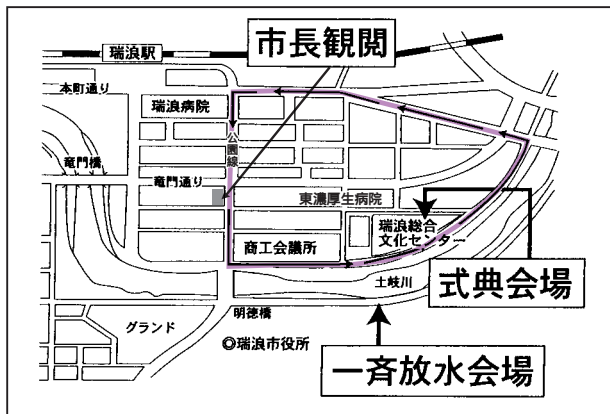 瑞浪駅
市長観閲
本町通り
瑞浪病院
公園線
竜門橋
竜門通り
東濃厚生病院
瑞浪総合
文化センター
商工会議所
土岐川
式典会場
グランド
明徳橋
◎瑞浪市役所
一斉放水会場